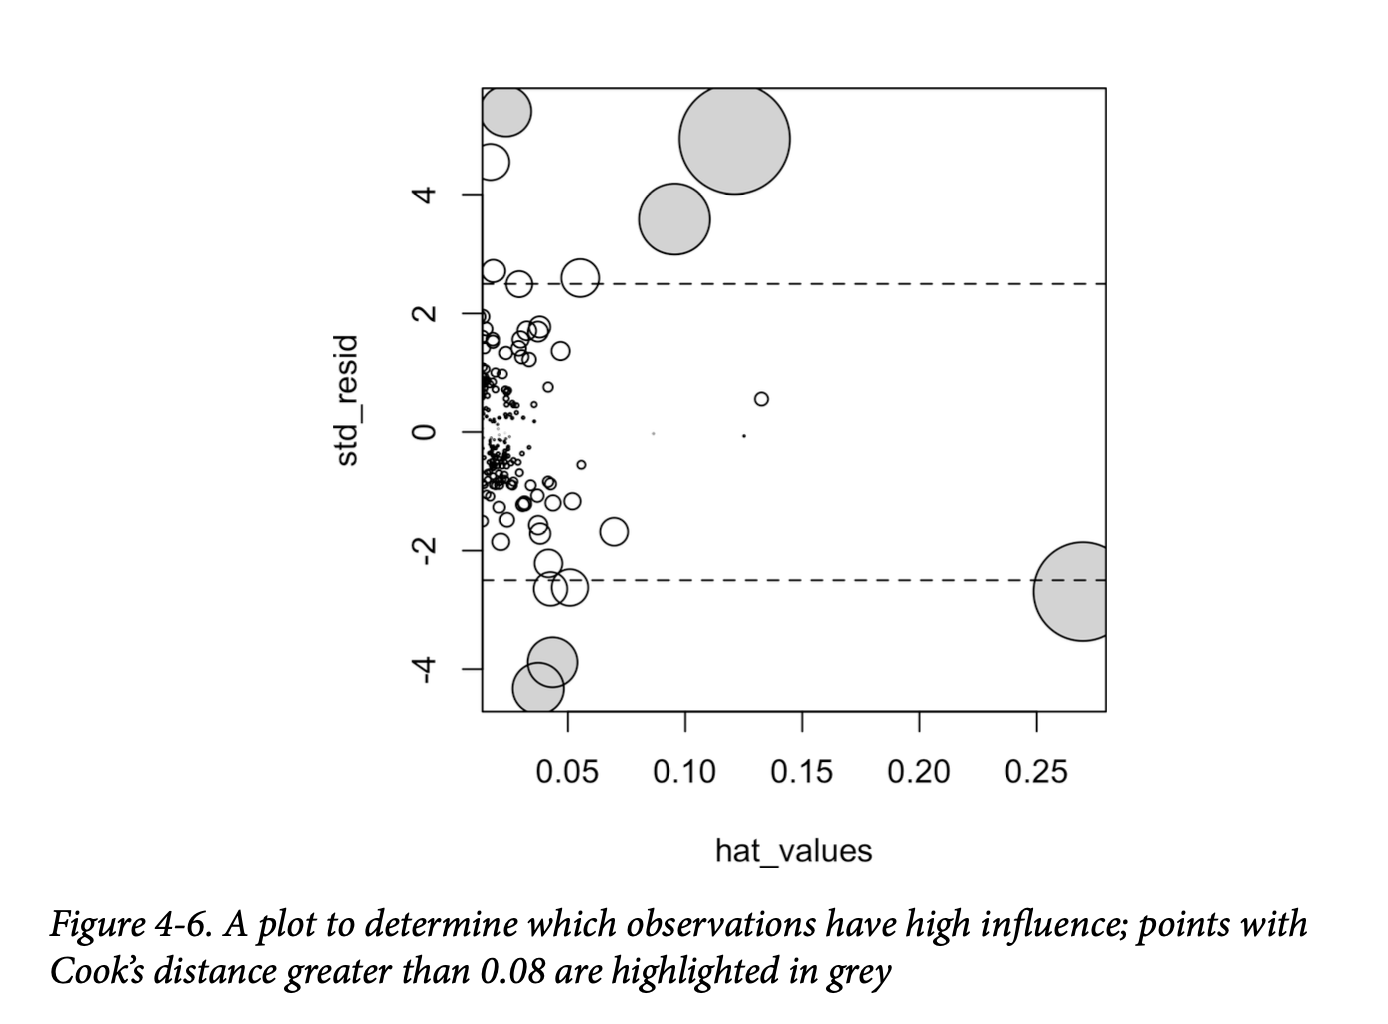 4
2
0
-2
-4
std_resid
0.05 0.10 0.15 0.20 0.25
hat_values
Figure 4-6. A plot to determine which observations have high influence; points with
Cook’s distance greater than 0.08 are highlighted in grey